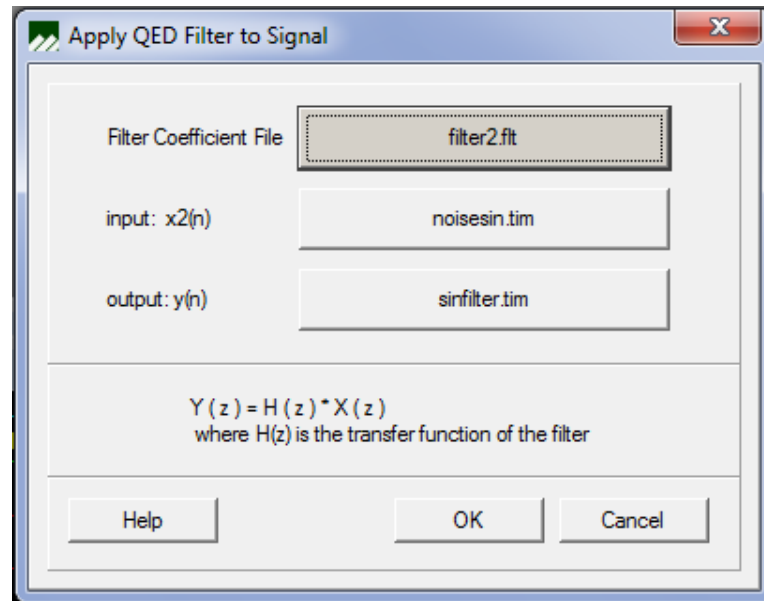 Apply QED Filter to Signal
Filter Coefficient File filter2.flt
input: x2(n) noisesin.tim
output: y(n) sinfilter.tim
Y ( z ) = H ( z ) * X ( z )
where H(z) is the transfer function of the filter
Help OK Cancel